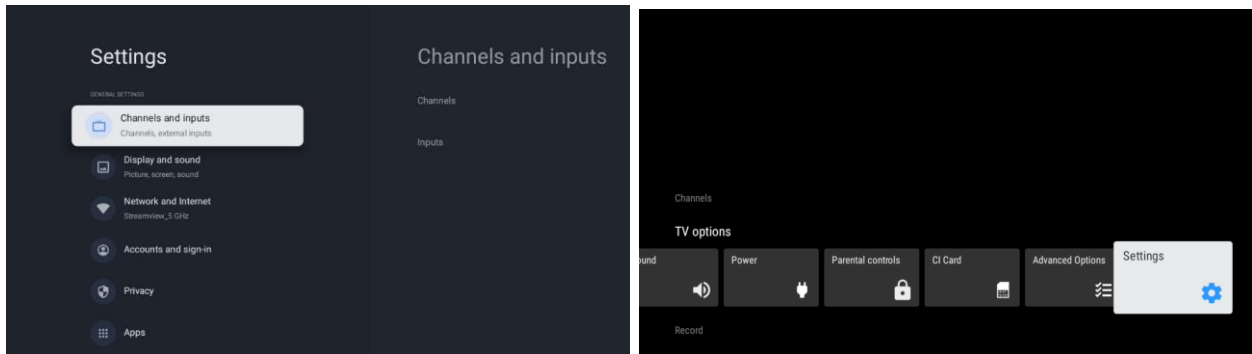 Settings
GENERAL SETTINGS
Channels and inputs
Channels, external inputs
Display and sound
Picture, screen, sound
Network and Internet
Streamview_5 GHz
Accounts and sign-in
Privacy
Apps
Channels and inputs
Channels
Inputs
Channels
TV options
ound
Power
Parental controls
CI Card
Advanced Options
Settings
Record